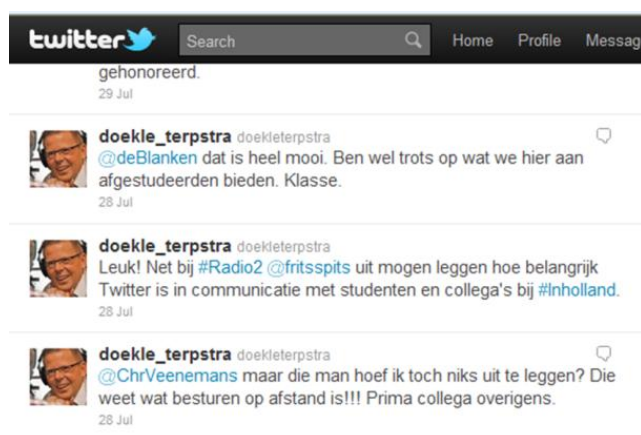 twitter
Search
Home Profile Messag
gehonoreerd.
29 Jul
doekle_terpstra doekleterpstra
@deBlanken dat is heel mooi. Ben wel trots op wat we hier aan
afgestudeerden bieden. Klasse.
28 Jul
doekle_terpstra doekleterpstra
Leuk! Net bij #Radio2 @fritsspits uit mogen leggen hoe belangrijk
Twitter is in communicatie met studenten en collega's bij #Inholland.
28 Jul
doekle_terpstra doekleterpstra
@ChrVeenemans maar die man hoef ik toch niks uit te leggen? Die
weet wat besturen op afstand is!!! Prima collega overigens.
28 Jul